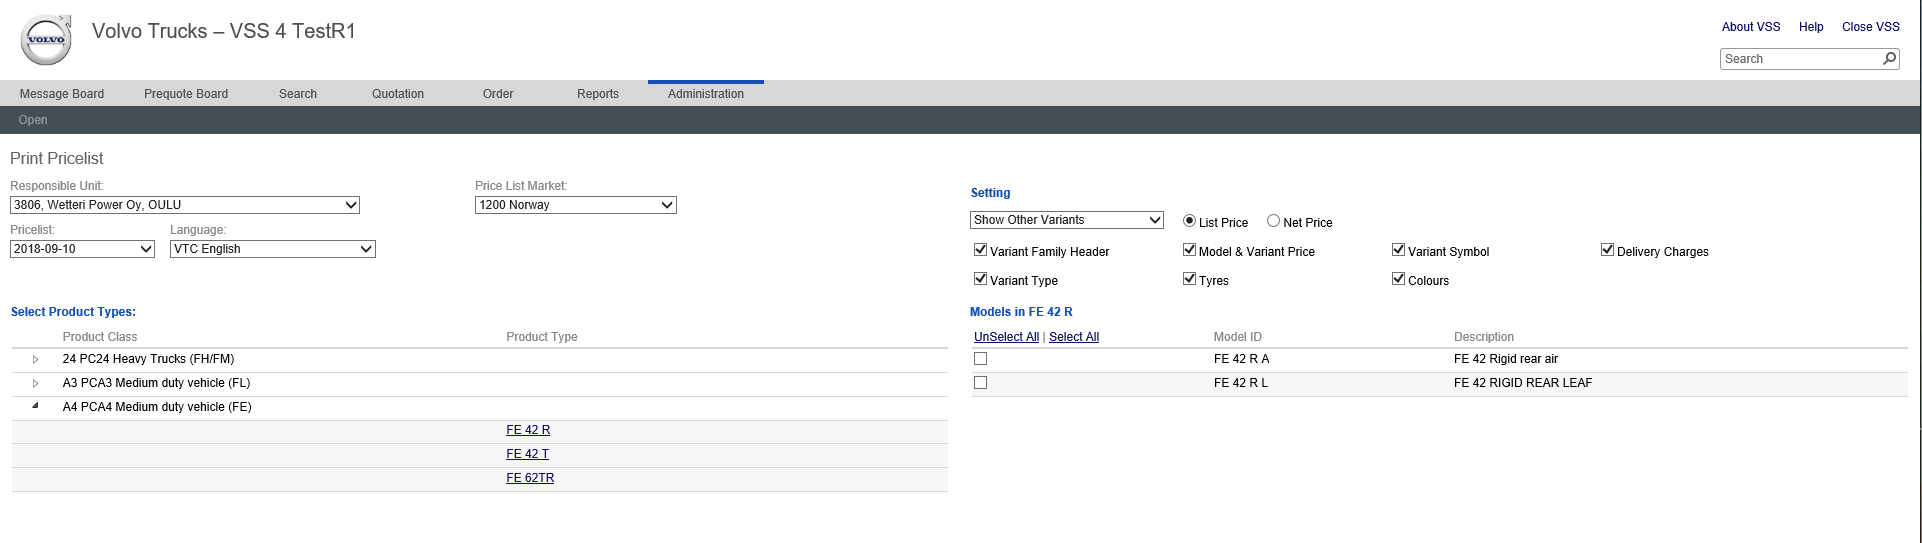 VOLVO
Volvo Trucks – VSS 4 TestR1
About VSS Help Close VSS
Search
Message Board Prequote Board Search Quotation Order Reports Administration
Open
Print Pricelist
Responsible Unit: Price List Market:
3806, Wetteri Power Oy, OULU 1200 Norway
Pricelist: Language:
2018-09-10 VTC English
Setting
Show Other Variants List Price Net Price
Variant Family Header Model & Variant Price Variant Symbol Delivery Charges
Variant Type Tyres Colours
Select Product Types:
Product Class Product Type
24 PC24 Heavy Trucks (FH/FM)
A3 PCA3 Medium duty vehicle (FL)
A4 PCA4 Medium duty vehicle (FE)
FE 42 R
FE 42 T
FE 62TR
Models in FE 42 R
UnSelect All | Select All Model ID Description
FE 42 R A FE 42 Rigid rear air
FE 42 R L FE 42 RIGID REAR LEAF